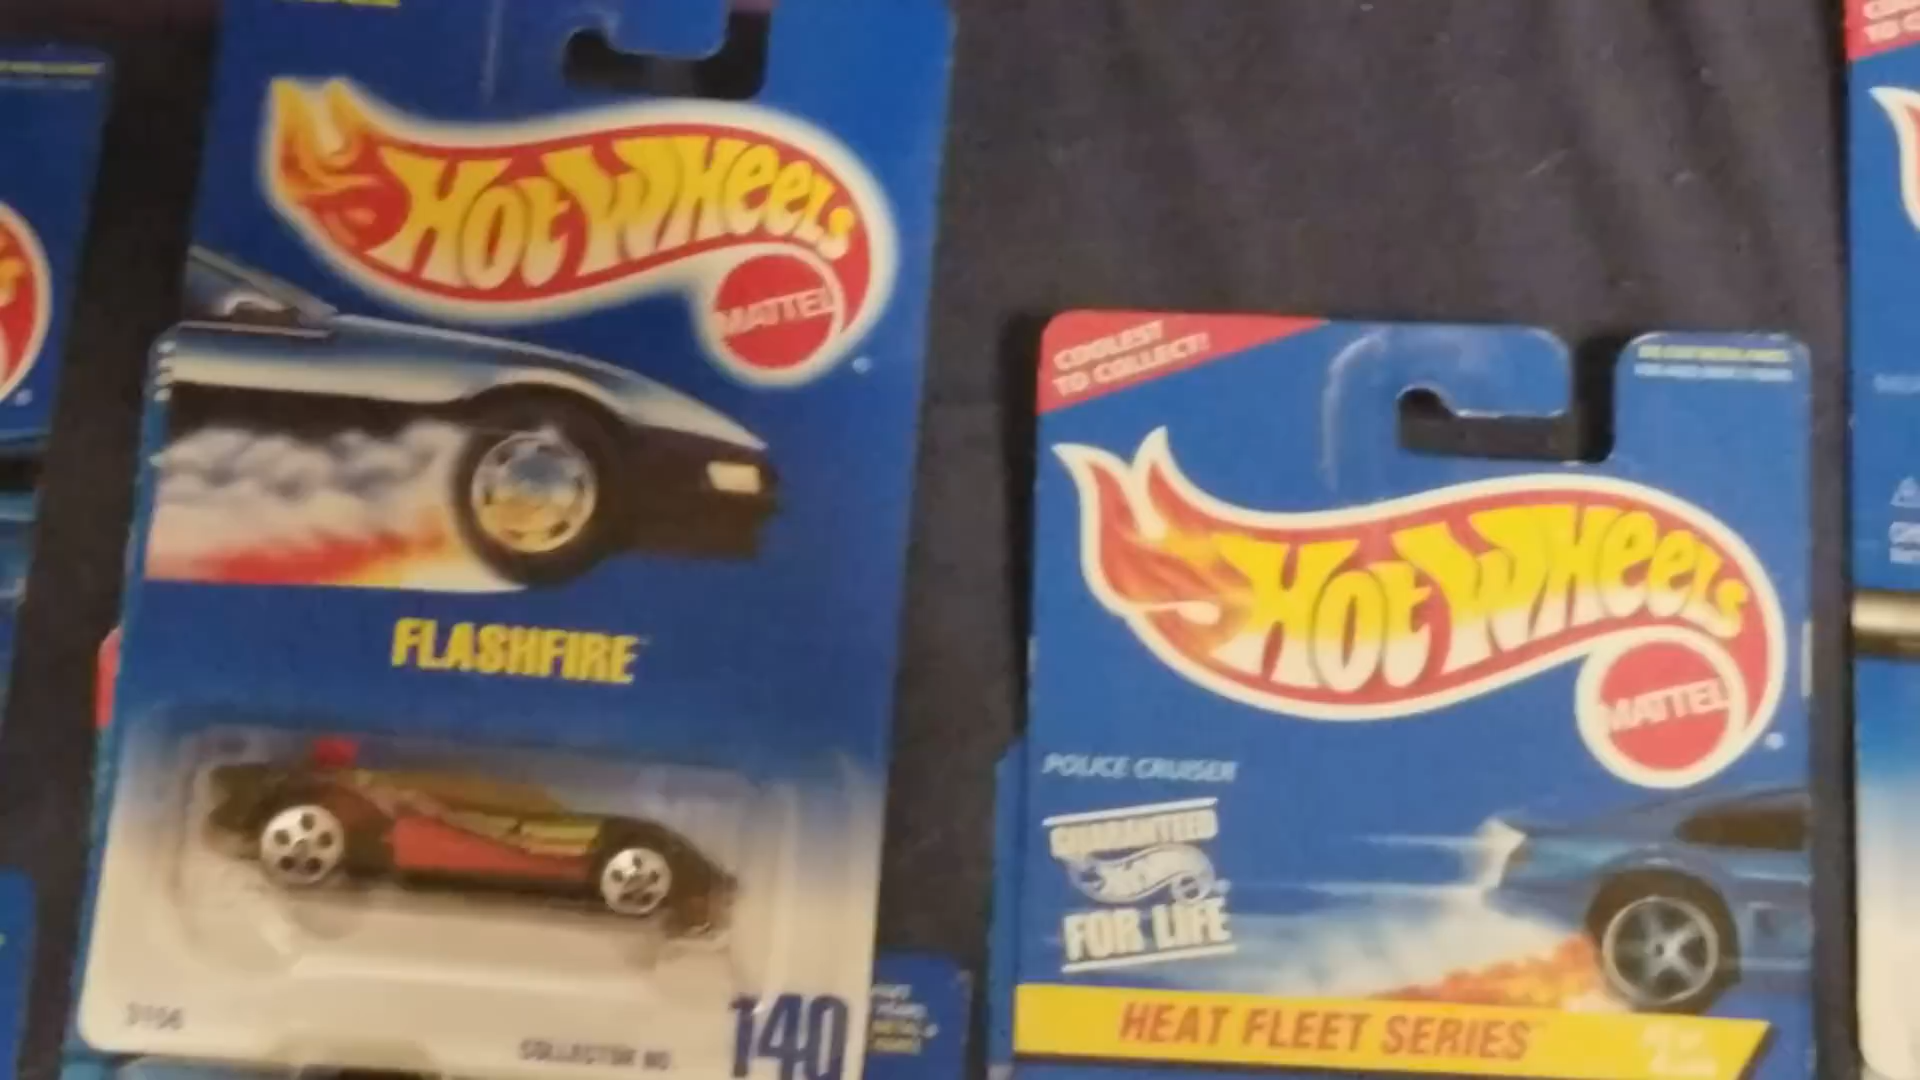 HOT WHEELS
MATTEL
FLASHFIRE
COLLECTOR NO
140
COOLEST
TO COLLECT!
HOT WHEELS
MATTEL
POLICE CRUISER
GUARANTEED
FOR LIFE
HEAT FLEET SERIES